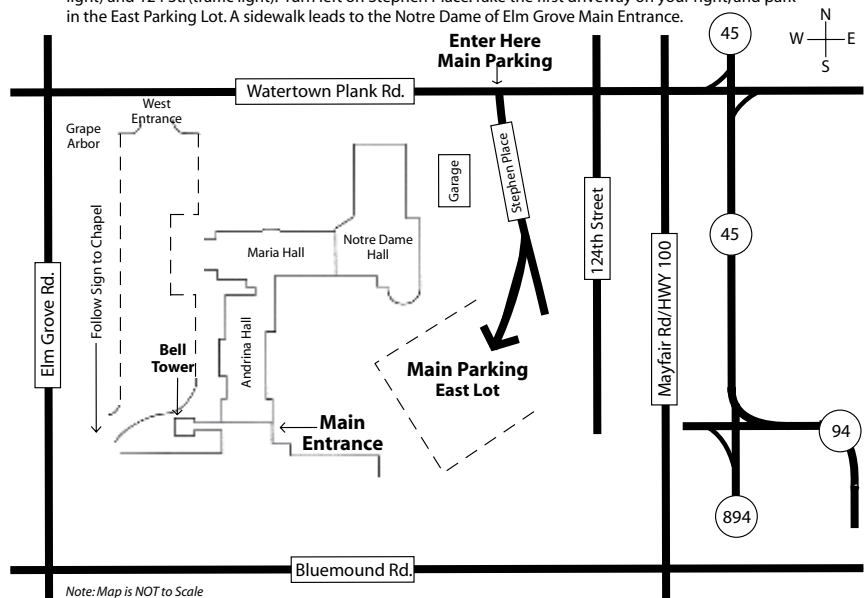 light) and 124 St. (traffic light). Turn left on Stephen Place. Take the first driveway on your right, and park
in the East Parking Lot. A sidewalk leads to the Notre Dame of Elm Grove Main Entrance.
N
W E
S
45
Enter Here
Main Parking
Watertown Plank Rd.
West
Entrance
Grape
Arbor
Garage
Stephen Place
124th Street
Maria Hall
Notre Dame
Hall
45
Elm Grove Rd.
Follow Sign to Chapel
Andrina Hall
Mayfair Rd/HWY 100
Bell
Tower
Main Parking
East Lot
Main
Entrance
94
894
Bluemound Rd.
Note: Map is NOT to Scale